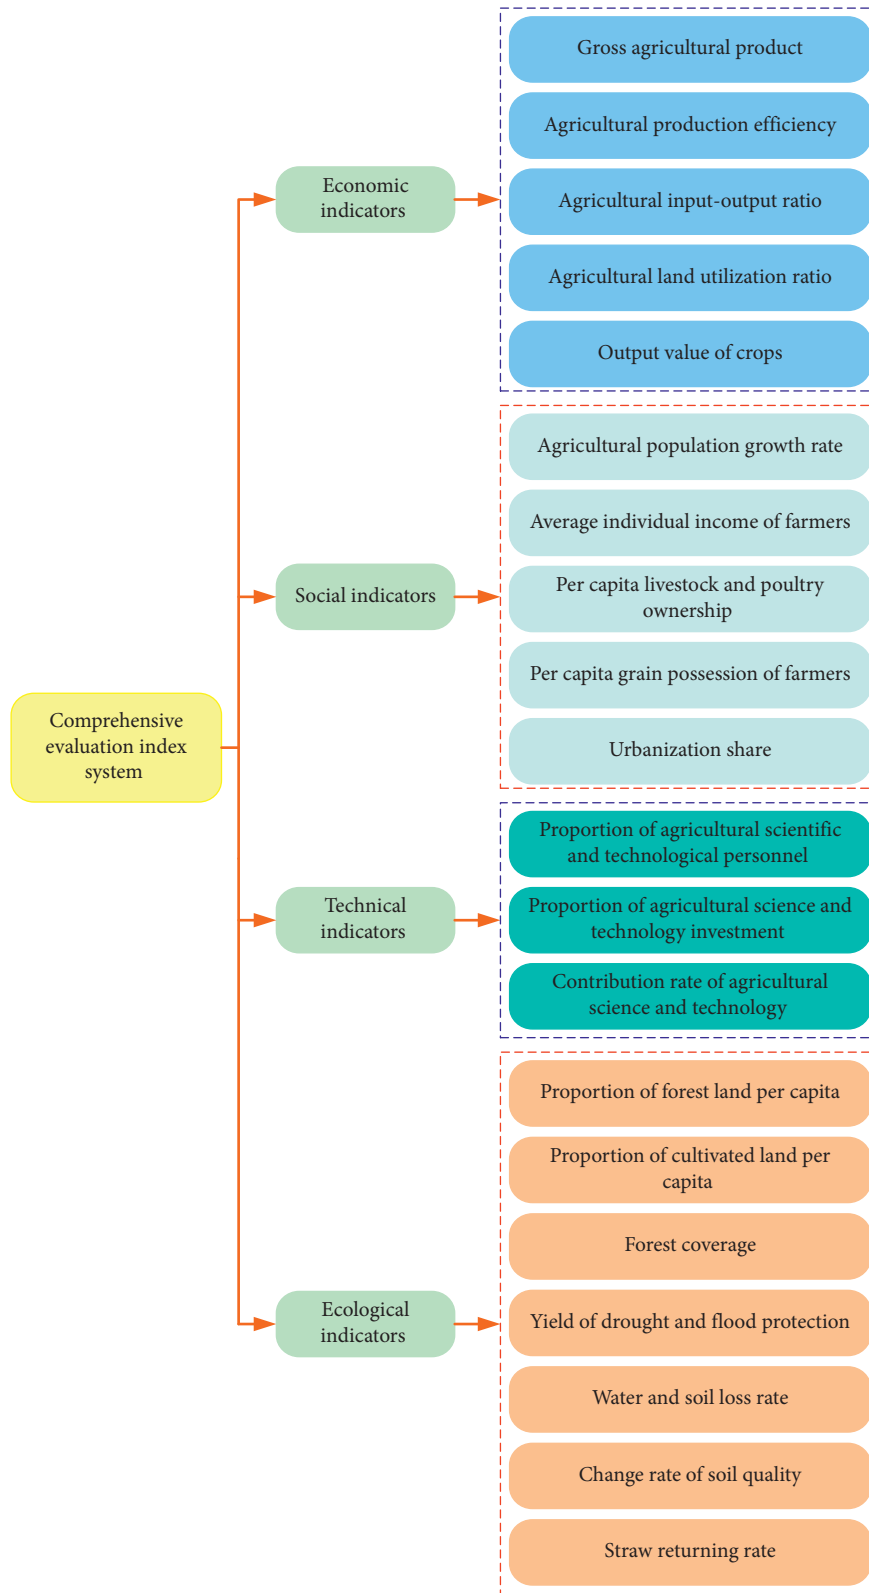 Comprehensive
evaluation index
system
Economic
indicators
Gross agricultural product
Agricultural production efficiency
Agricultural input-output ratio
Agricultural land utilization ratio
Output value of crops
Social indicators
Agricultural population growth rate
Average individual income of farmers
Per capita livestock and poultry
ownership
Per capita grain possession of farmers
Urbanization share
Technical
indicators
Proportion of agricultural scientific
and technological personnel
Proportion of agricultural science and
technology investment
Contribution rate of agricultural
science and technology
Ecological
indicators
Proportion of forest land per capita
Proportion of cultivated land per
capita
Forest coverage
Yield of drought and flood protection
Water and soil loss rate
Change rate of soil quality
Straw returning rate